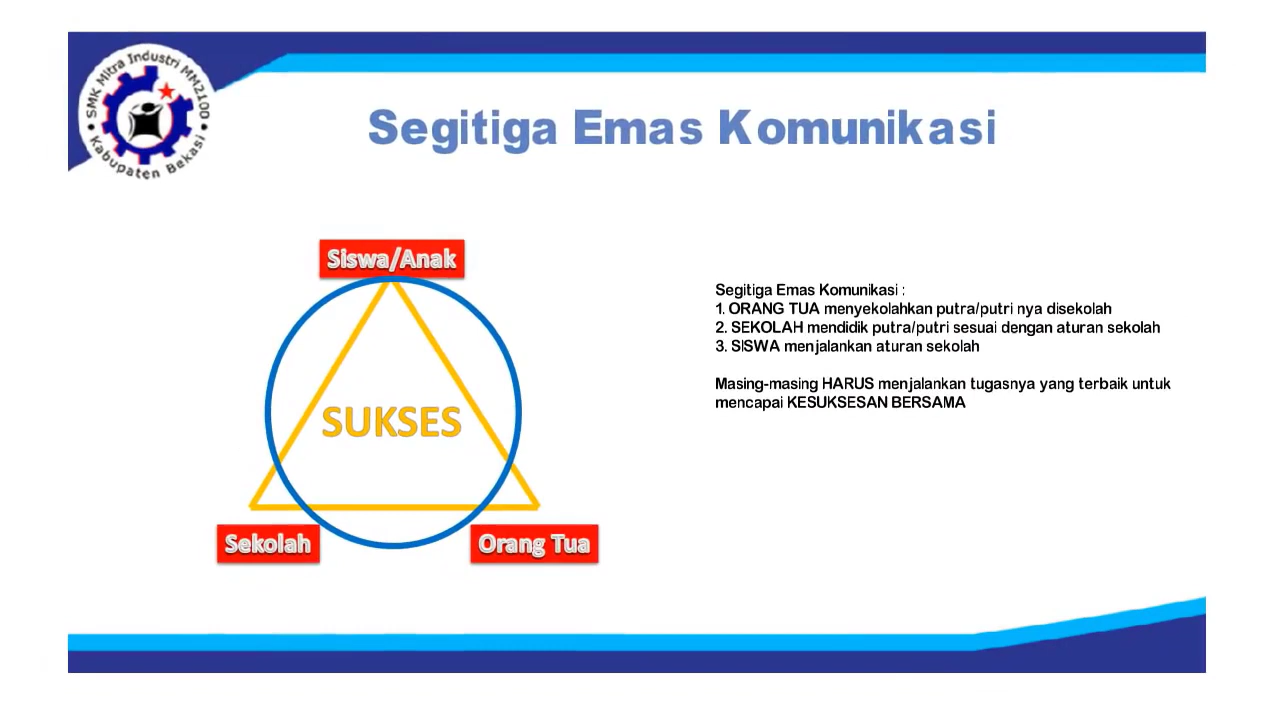 SMK Mitra Industri MM2100
Kabupaten Bekasi
Segitiga Emas Komunikasi
Siswa/Anak
SUKSES
Sekolah
Orang Tua
Segitiga Emas Komunikasi :
1. ORANG TUA menyekolahkan putra/putri nya disekolah
2. SEKOLAH mendidik putra/putri sesuai dengan aturan sekolah
3. SISWA menjalankan aturan sekolah
Masing-masing HARUS menjalankan tugasnya yang terbaik untuk
mencapai KESUKSESAN BERSAMA